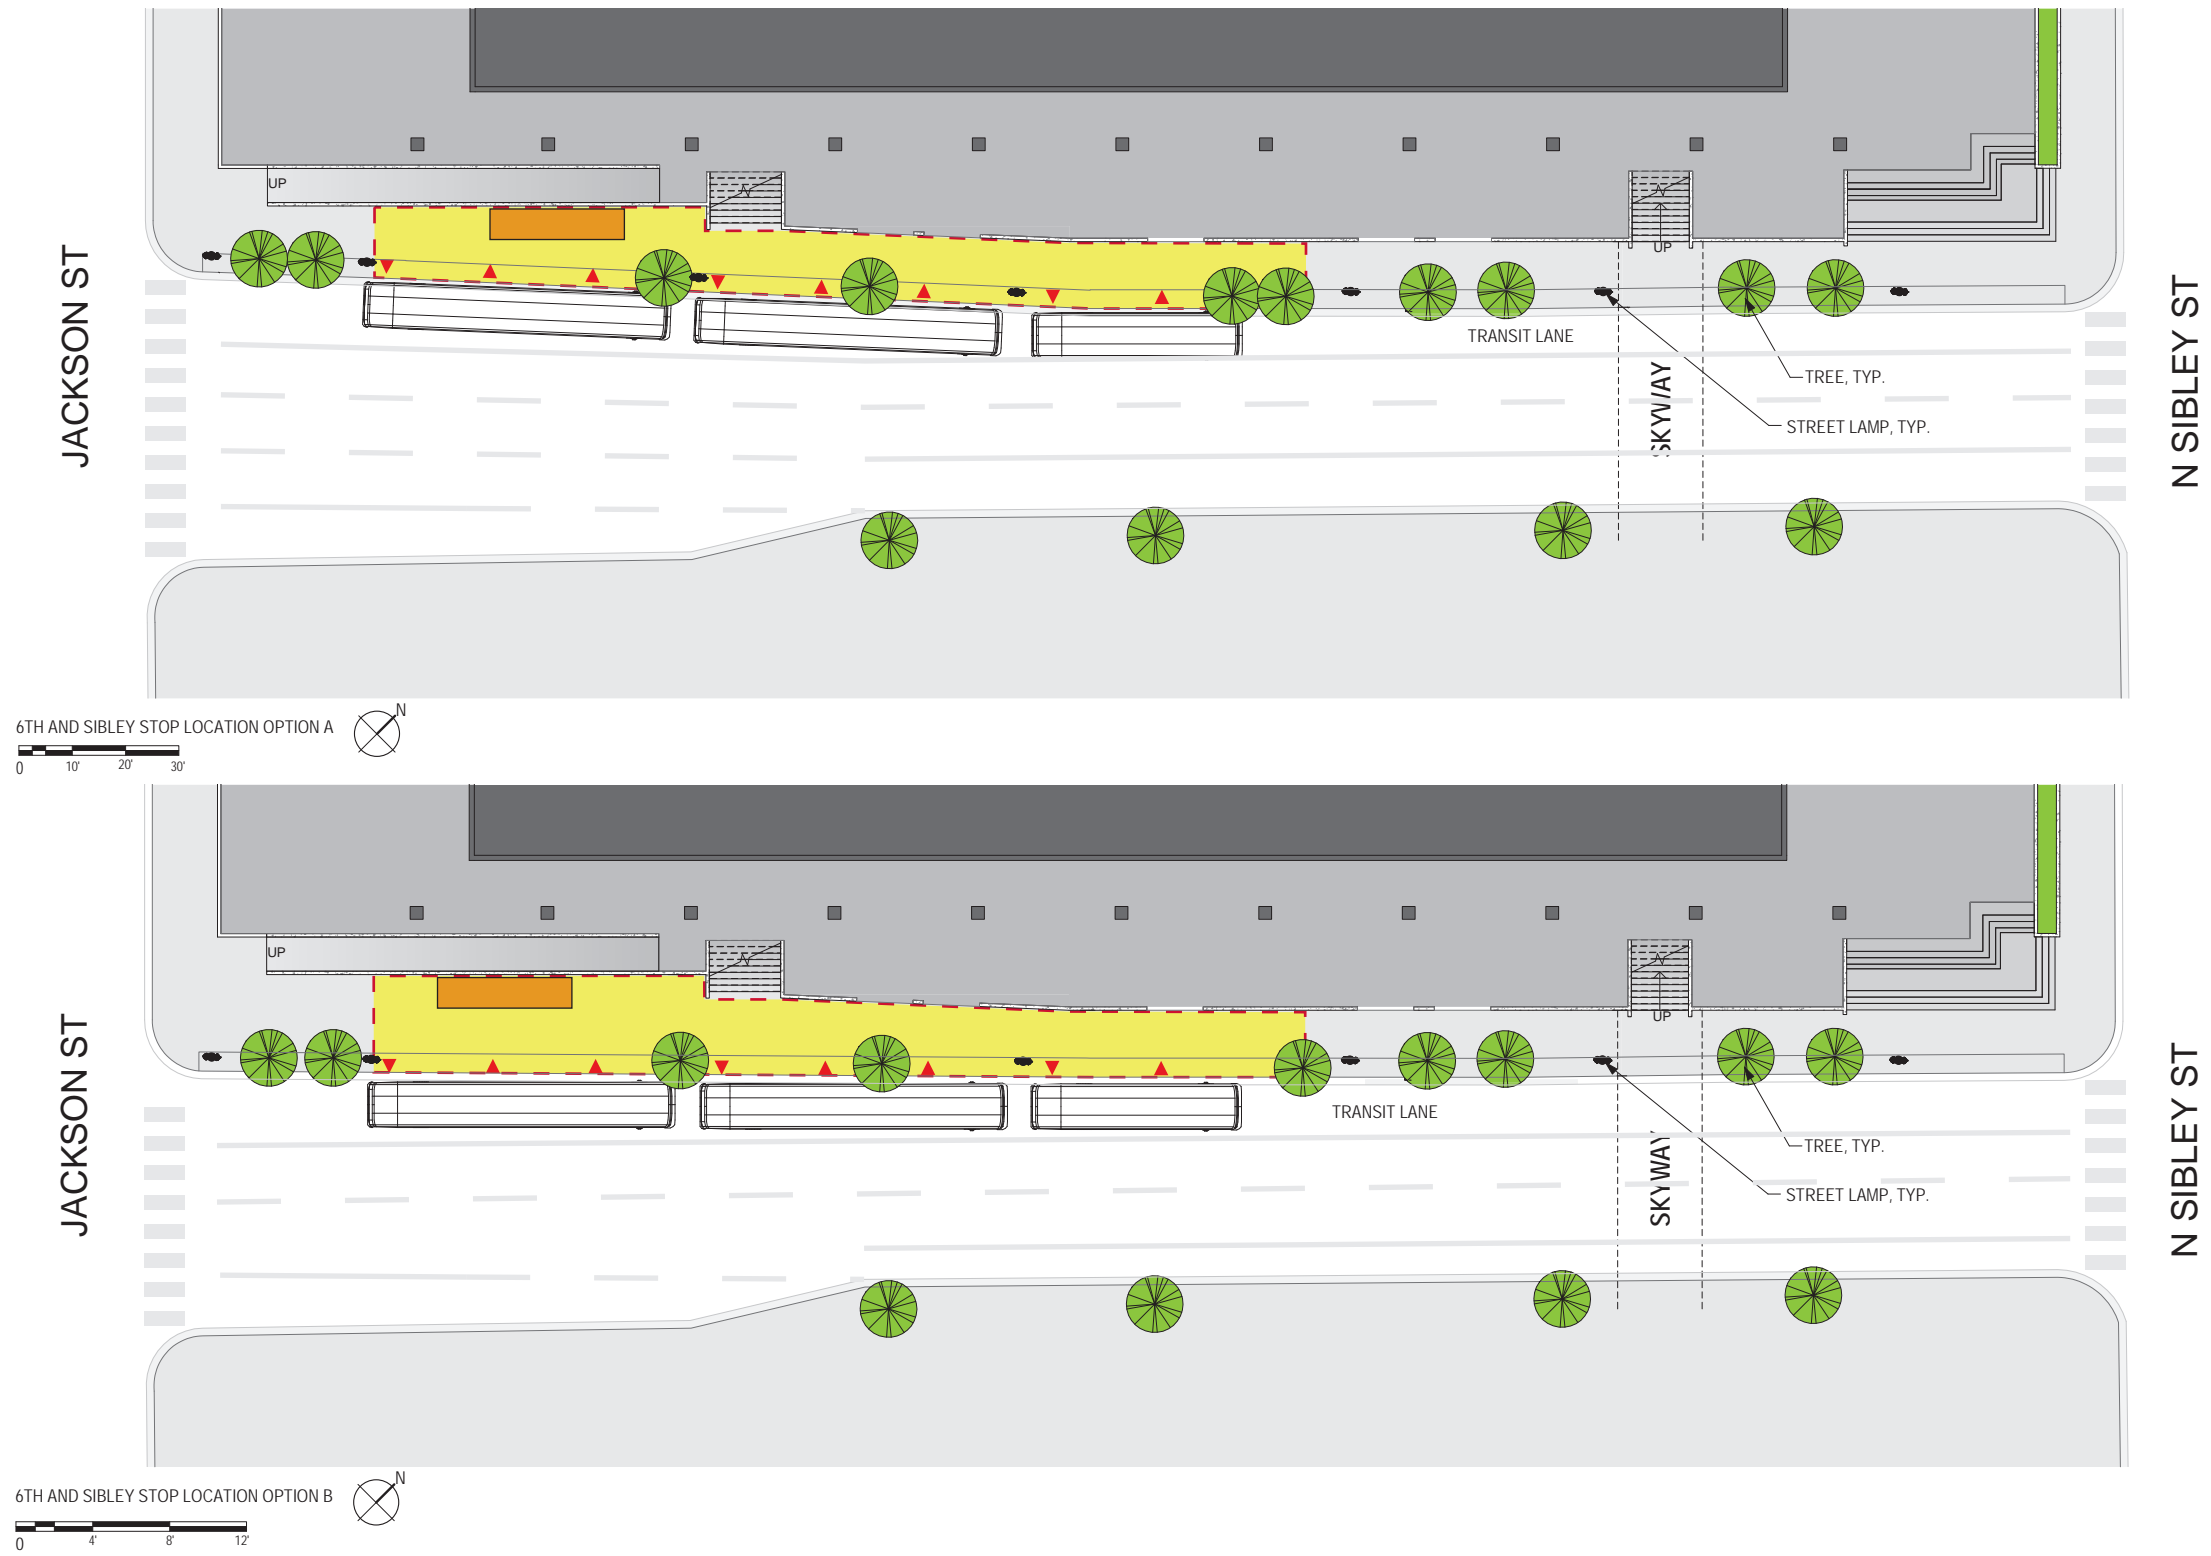 UP
UP
JACKSON ST
TRANSIT LANE
SKYWAY
TREE, TYP.
STREET LAMP, TYP.
N SIBLEY ST
6TH AND SIBLEY STOP LOCATION OPTION A
N
0 10' 20' 30'
UP
UP
JACKSON ST
TRANSIT LANE
SKYWAY
TREE, TYP.
STREET LAMP, TYP.
N SIBLEY ST
6TH AND SIBLEY STOP LOCATION OPTION B
N
0 4' 8' 12'